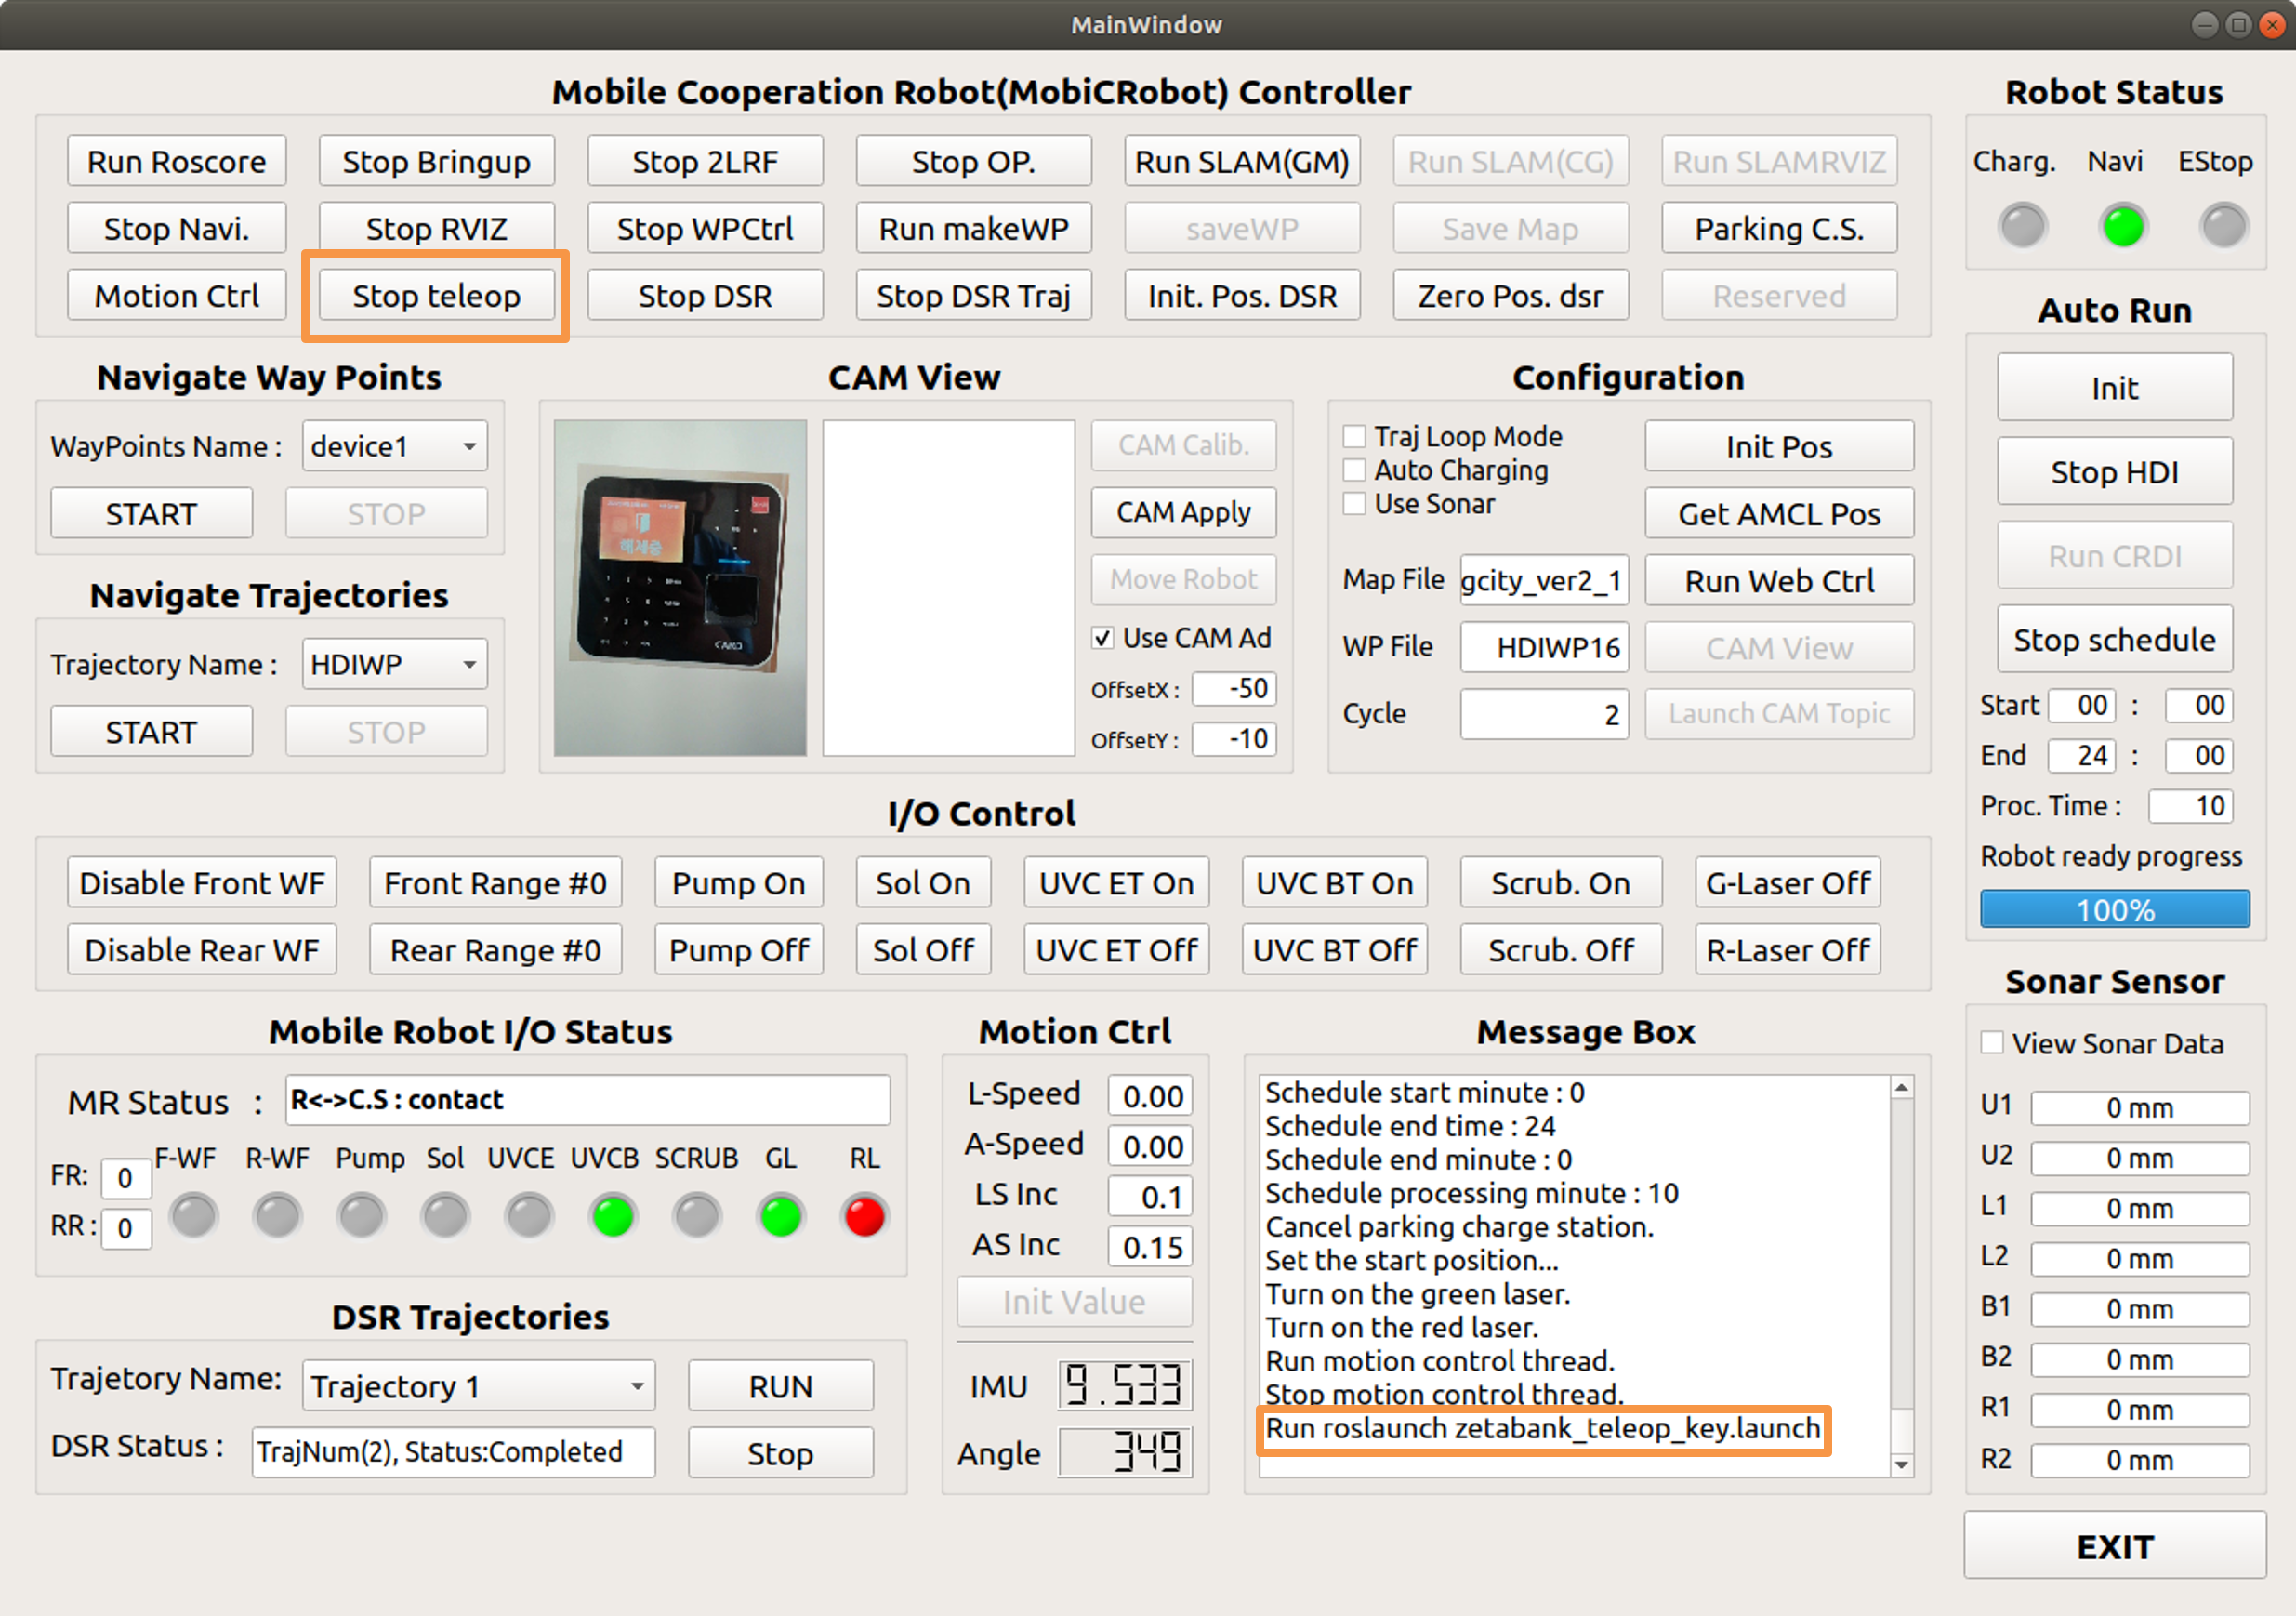 MainWindow
Mobile Cooperation Robot(MobiCRobot) Controller
Run Roscore Stop Bringup Stop 2LRF Stop OP. Run SLAM(GM) Run SLAM(CG) Run SLAMRVIZ
Stop Navi. Stop RVIZ Stop WPCtrl Run makeWP saveWP Save Map Parking C.S.
Motion Ctrl Stop teleop Stop DSR Stop DSR Traj Init. Pos. DSR Zero Pos. dsr Reserved
Robot Status
Charg. Navi EStop
Navigate Way Points
WayPoints Name : device1
START STOP
Navigate Trajectories
Trajectory Name : HDIWP
START STOP
CAM View
해제중
CAM Calib.
CAM Apply
Move Robot
Use CAM Ad
OffsetX : -50
OffsetY : -10
Configuration
Traj Loop Mode
Auto Charging
Use Sonar
Init Pos
Get AMCL Pos
Map File gcity_ver2_1 Run Web Ctrl
WP File HDIWP16 CAM View
Cycle 2 Launch CAM Topic
Auto Run
Init
Stop HDI
Run CRDI
Stop schedule
Start 00 : 00
End 24 : 00
Proc. Time : 10
Robot ready progress
100%
I/O Control
Disable Front WF Front Range #0 Pump On Sol On UVC ET On UVC BT On Scrub. On G-Laser Off
Disable Rear WF Rear Range #0 Pump Off Sol Off UVC ET Off UVC BT Off Scrub. Off R-Laser Off
Mobile Robot I/O Status
MR Status : R<->C.S : contact
F-WF R-WF Pump Sol UVCE UVCB SCRUB GL RL
FR: 0
RR : 0
DSR Trajectories
Trajetory Name: Trajectory 1 RUN
DSR Status : TrajNum(2), Status:Completed Stop
Motion Ctrl
L-Speed 0.00
A-Speed 0.00
LS Inc 0.1
AS Inc 0.15
Init Value
IMU 9.533
Angle 349
Message Box
Schedule start minute : 0
Schedule end time : 24
Schedule end minute : 0
Schedule processing minute : 10
Cancel parking charge station.
Set the start position...
Turn on the green laser.
Turn on the red laser.
Run motion control thread.
Stop motion control thread.
Run roslaunch zetabank_teleop_key.launch
Sonar Sensor
View Sonar Data
U1 0 mm
U2 0 mm
L1 0 mm
L2 0 mm
B1 0 mm
B2 0 mm
R1 0 mm
R2 0 mm
EXIT